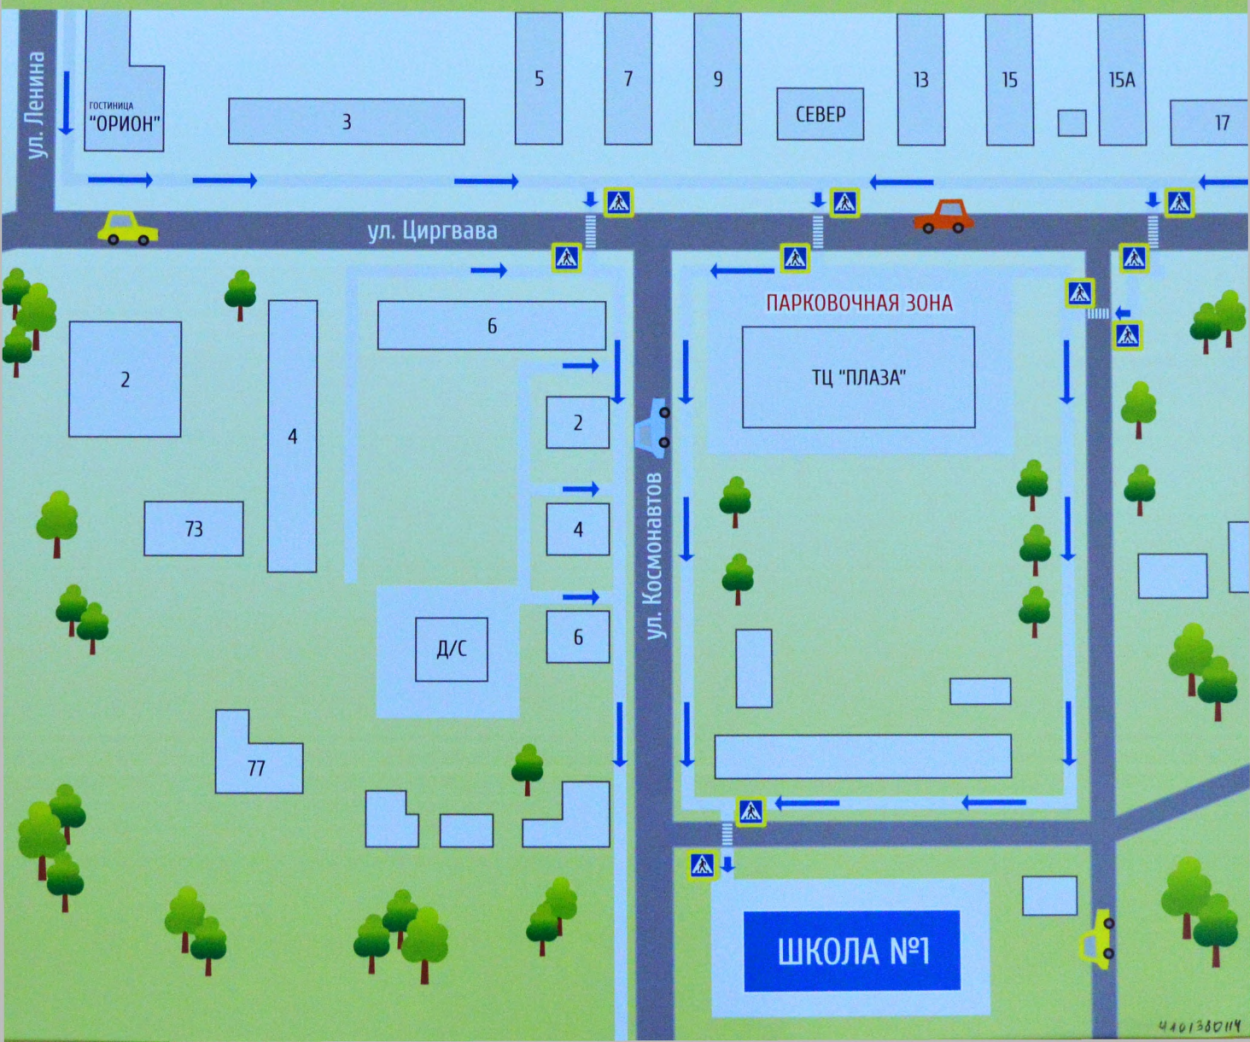 ул. Ленина
ГОСТИНИЦА
"ОРИОН"
3
5
7
9
СЕВЕР
13
15
15А
17
ул. Циргвава
ПАРКОВОЧНАЯ ЗОНА
ТЦ "ПЛАЗА"
2
4
6
2
73
4
ул. Космонавтов
Д/С
6
77
ШКОЛА №1